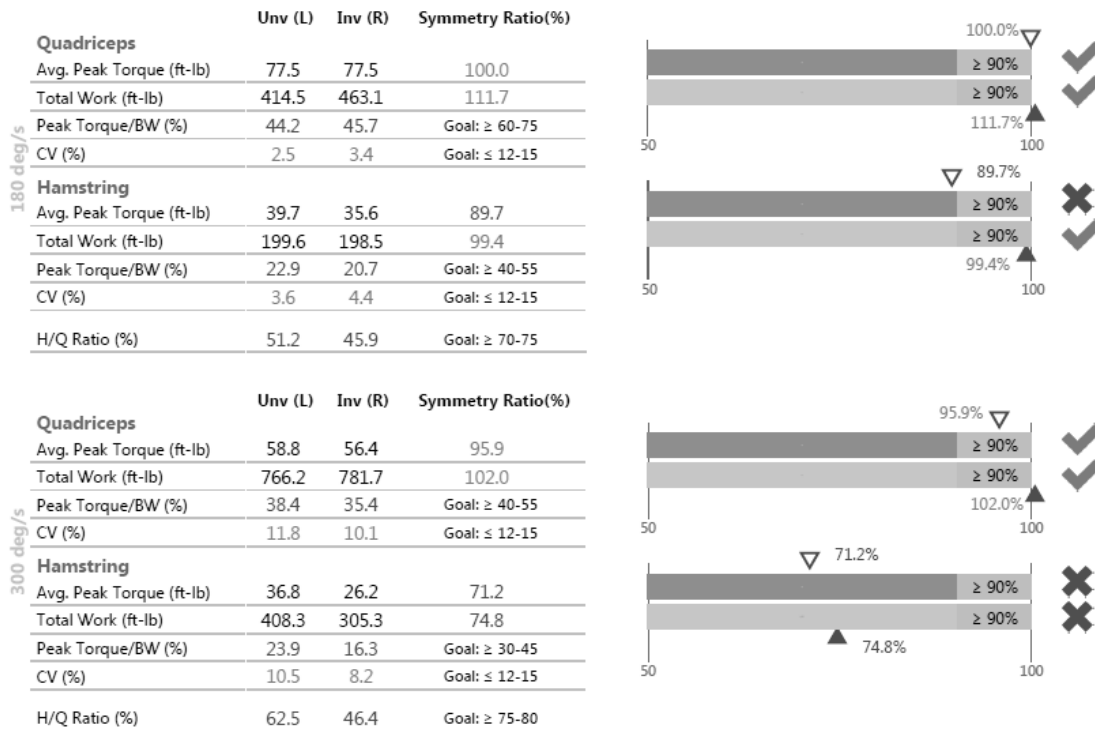 Unv (L) Inv (R) Symmetry Ratio(%)
Quadriceps
Avg. Peak Torque (ft-lb) 77.5 77.5 100.0
Total Work (ft-lb) 414.5 463.1 111.7
Peak Torque/BW (%) 44.2 45.7 Goal: ≥ 60-75
CV (%) 2.5 3.4 Goal: ≤ 12-15
180 deg/s
Hamstring
Avg. Peak Torque (ft-lb) 39.7 35.6 89.7
Total Work (ft-lb) 199.6 198.5 99.4
Peak Torque/BW (%) 22.9 20.7 Goal: ≥ 40-55
CV (%) 3.6 4.4 Goal: ≤ 12-15
H/Q Ratio (%) 51.2 45.9 Goal: ≥ 70-75
100.0%
≥ 90%
≥ 90%
111.7%
50 100
89.7%
≥ 90%
≥ 90%
99.4%
50 100
Unv (L) Inv (R) Symmetry Ratio(%)
Quadriceps
Avg. Peak Torque (ft-lb) 58.8 56.4 95.9
Total Work (ft-lb) 766.2 781.7 102.0
Peak Torque/BW (%) 38.4 35.4 Goal: ≥ 40-55
CV (%) 11.8 10.1 Goal: ≤ 12-15
300 deg/s
Hamstring
Avg. Peak Torque (ft-lb) 36.8 26.2 71.2
Total Work (ft-lb) 408.3 305.3 74.8
Peak Torque/BW (%) 23.9 16.3 Goal: ≥ 30-45
CV (%) 10.5 8.2 Goal: ≤ 12-15
H/Q Ratio (%) 62.5 46.4 Goal: ≥ 75-80
95.9%
≥ 90%
≥ 90%
102.0%
50 100
71.2%
≥ 90%
≥ 90%
74.8%
50 100